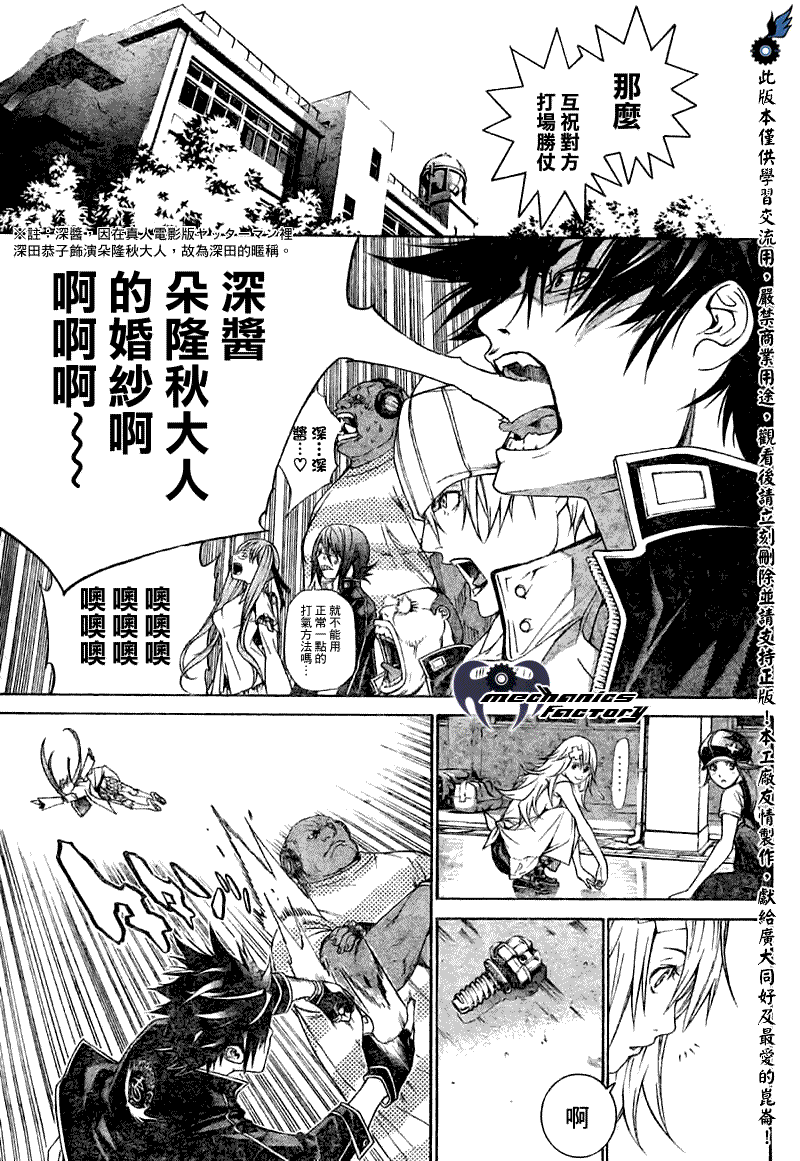 那麼
互祝對方
打場勝仗
※註：深醬，因在真人電影版ヤッターマン裡
深田恭子飾演朵隆秋大人，故為深田的暱稱。
深醬
朵隆秋大人
的婚紗啊
啊啊啊～～
深…深
醬…♡
噢噢噢
噢噢噢
噢噢噢
就不能用
正常一點的
打氣方法嗎…
mechanics
Factory
……
啊
此版本僅供學習交流用，嚴禁商業用途，觀看後請立刻刪除並請支持正版！本工廠友情製作，獻給廣大同好及最愛的崑崙！